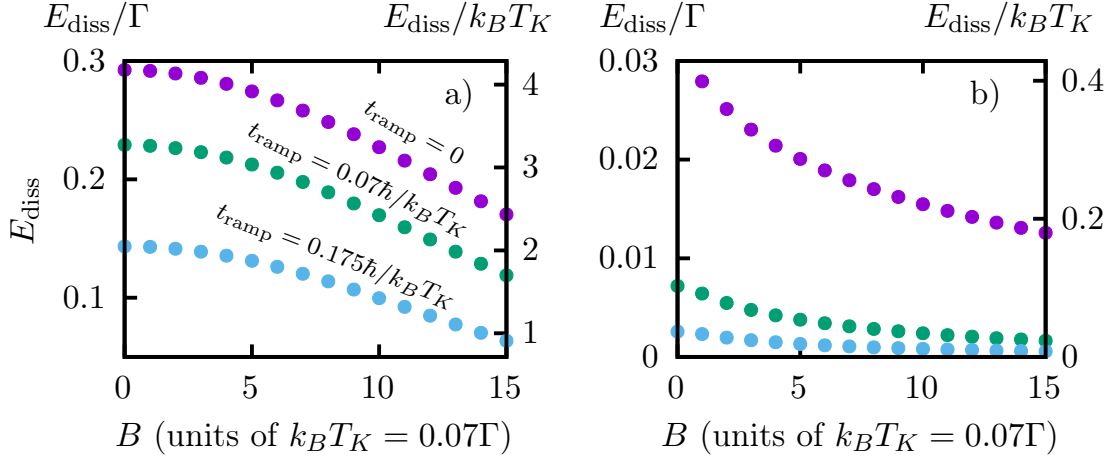 E_diss/Γ
E_diss/k_BT_K
E_diss/Γ
E_diss/k_BT_K
E_diss
0.3
0.2
0.1
a)
4
3
2
1
t_ramp = 0
t_ramp = 0.07ℏ/k_BT_K
t_ramp = 0.175ℏ/k_BT_K
0 5 10 15
B (units of k_BT_K = 0.07Γ)
0.03
0.02
0.01
0
b)
0.4
0.2
0
0 5 10 15
B (units of k_BT_K = 0.07Γ)